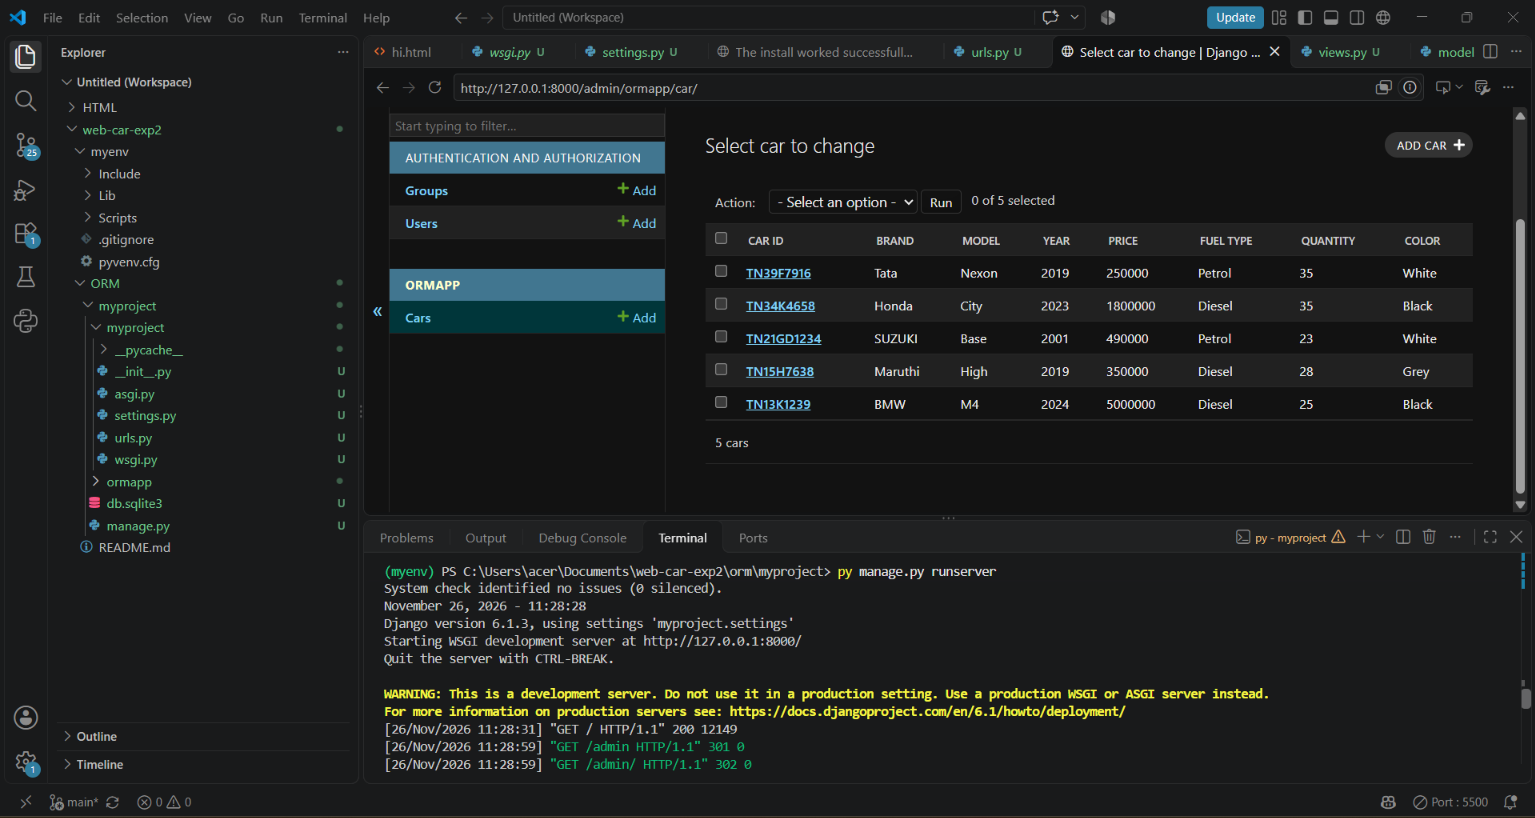 File Edit Selection View Go Run Terminal Help
Untitled (Workspace)
Update
Explorer
Untitled (Workspace)
HTML
web-car-exp2
myenv
Include
Lib
Scripts
.gitignore
pyvenv.cfg
ORM
myproject
myproject
__pycache__
__init__.py U
asgi.py U
settings.py U
urls.py U
wsgi.py U
ormapp
db.sqlite3 U
manage.py U
README.md
Outline
Timeline
25
1
1
hi.html
wsgi.py U
settings.py U
The install worked successfull...
urls.py U
Select car to change | Django ...
views.py U
model
http://127.0.0.1:8000/admin/ormapp/car/
Start typing to filter...
AUTHENTICATION AND AUTHORIZATION
Groups Add
Users Add
ORMAPP
Cars Add
«
Select car to change
ADD CAR
Action: - Select an option - Run 0 of 5 selected
CAR ID BRAND MODEL YEAR PRICE FUEL TYPE QUANTITY COLOR
TN39F7916 Tata Nexon 2019 250000 Petrol 35 White
TN34K4658 Honda City 2023 1800000 Diesel 35 Black
TN21GD1234 SUZUKI Base 2001 490000 Petrol 23 White
TN15H7638 Maruthi High 2019 350000 Diesel 28 Grey
TN13K1239 BMW M4 2024 5000000 Diesel 25 Black
5 cars
Problems Output Debug Console Terminal Ports
py - myproject
(myenv) PS C:\Users\acer\Documents\web-car-exp2\orm\myproject> py manage.py runserver
System check identified no issues (0 silenced).
November 26, 2026 - 11:28:28
Django version 6.1.3, using settings 'myproject.settings'
Starting WSGI development server at http://127.0.0.1:8000/
Quit the server with CTRL-BREAK.
WARNING: This is a development server. Do not use it in a production setting. Use a production WSGI or ASGI server instead.
For more information on production servers see: https://docs.djangoproject.com/en/6.1/howto/deployment/
[26/Nov/2026 11:28:31] "GET / HTTP/1.1" 200 12149
[26/Nov/2026 11:28:59] "GET /admin HTTP/1.1" 301 0
[26/Nov/2026 11:28:59] "GET /admin/ HTTP/1.1" 302 0
main* 0 0
Port : 5500